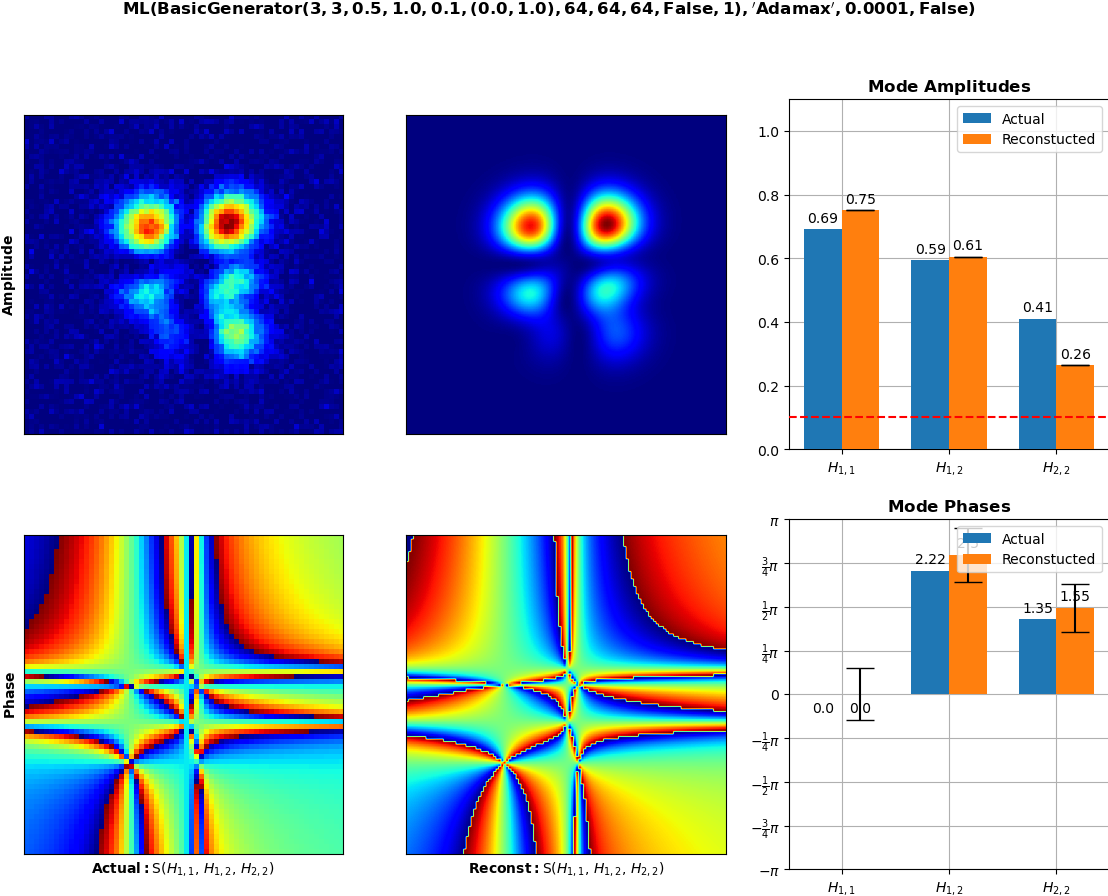 ML(BasicGenerator(3, 3, 0.5, 1.0, 0.1, (0.0, 1.0), 64, 64, 64, False, 1), ′Adamax′, 0.0001, False)
Amplitude
Mode Amplitudes
Actual
Reconstucted
1.0
0.8
0.6
0.4
0.2
0.0
0.69
0.75
0.59
0.61
0.41
0.26
H1,1
H1,2
H2,2
Phase
Actual: S(H1,1, H1,2, H2,2)
Reconst: S(H1,1, H1,2, H2,2)
Mode Phases
Actual
Reconstucted
π
3/4π
1/2π
1/4π
0
−1/4π
−1/2π
−3/4π
−π
0.0
0.0
2.22
1.35
1.55
H1,1
H1,2
H2,2